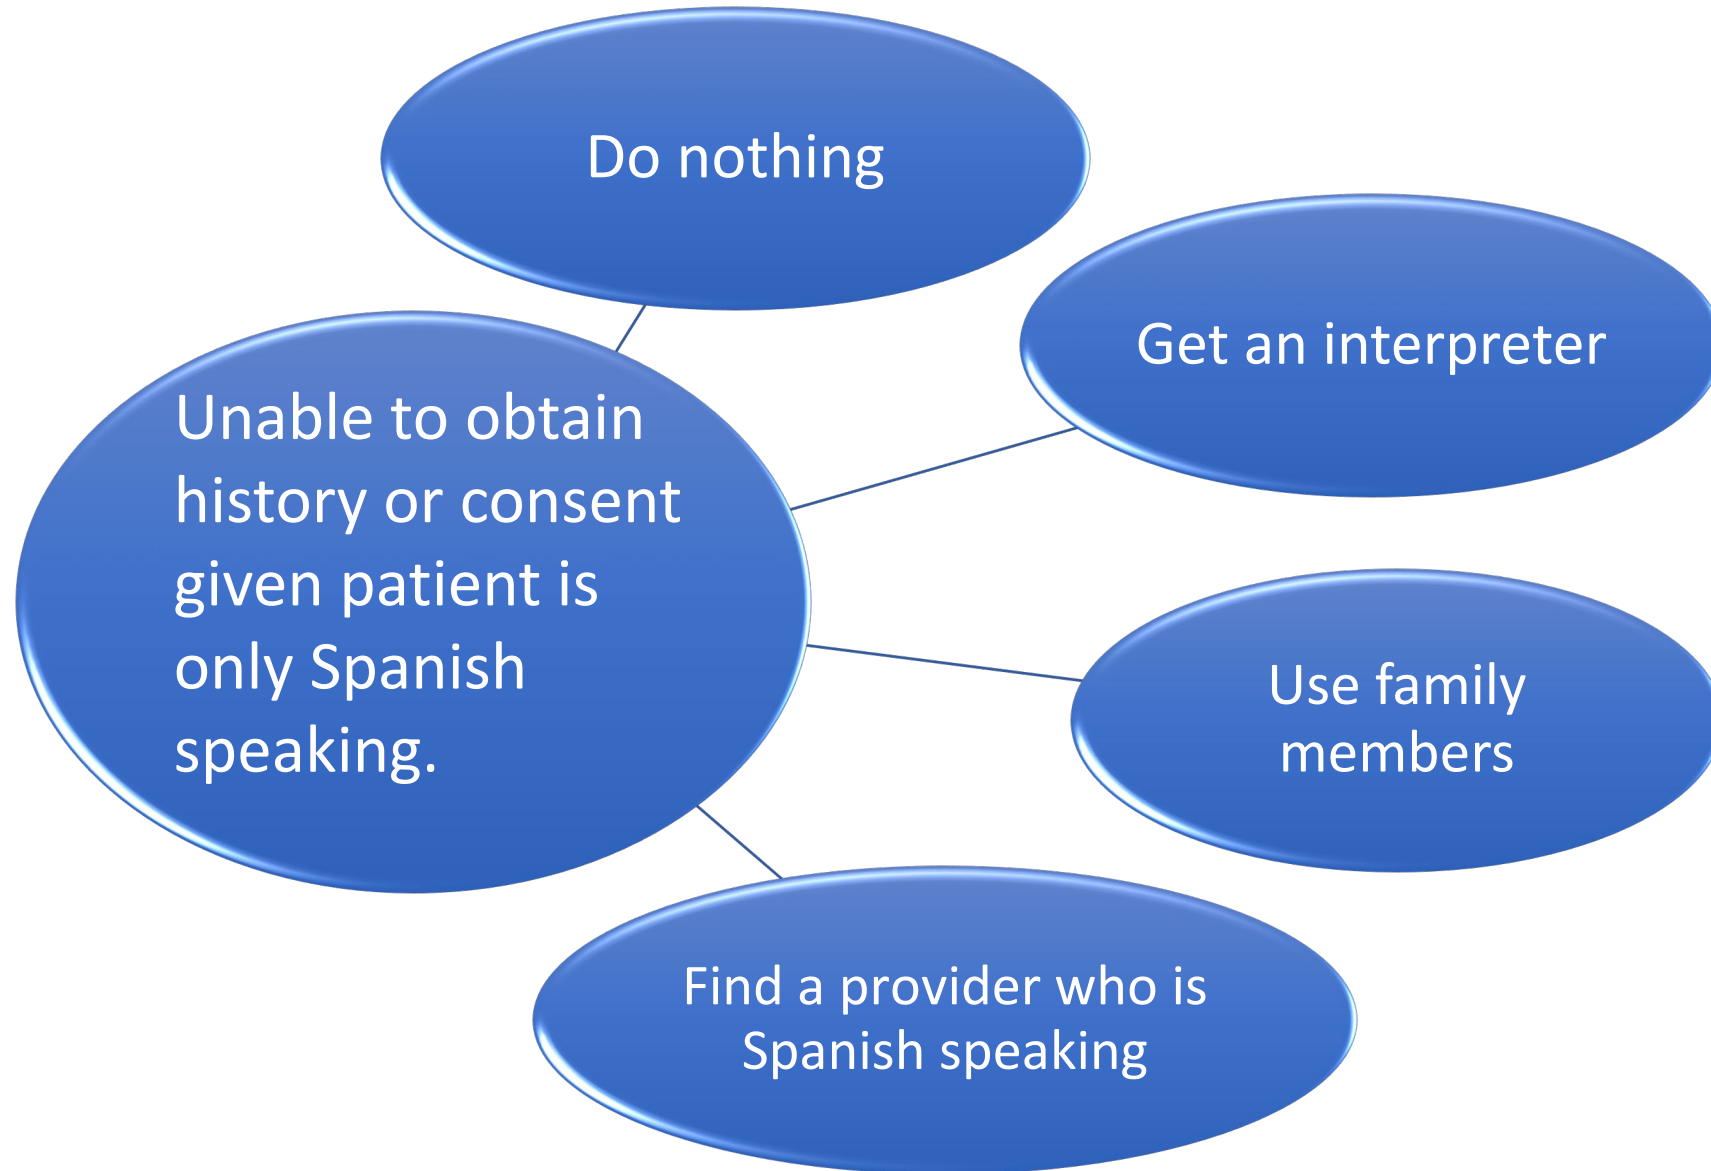 Do nothing
Get an interpreter
Unable to obtain
history or consent
given patient is
only Spanish
speaking.
Use family
members
Find a provider who is
Spanish speaking